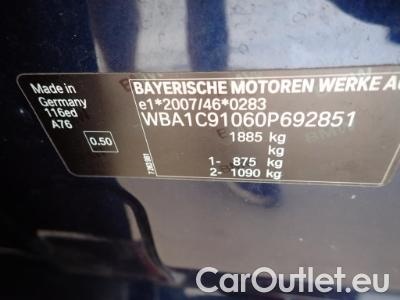 Made in
Germany
116ed
A76
0.50
BAYERISCHE MOTOREN WERKE AG
e1*2007/46*0283
WBA1C91060P692851
1885 kg
kg
1- 875 kg
2- 1090 kg
CarOutlet.eu